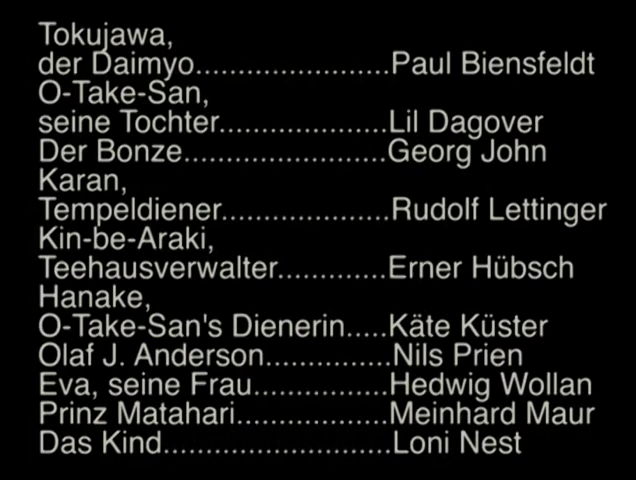 Tokujawa,
der Daimyo.......................Paul Biensfeldt
O-Take-San,
seine Tochter....................Lil Dagover
Der Bonze........................Georg John
Karan,
Tempeldiener....................Rudolf Lettinger
Kin-be-Araki,
Teehausverwalter.............Erner Hübsch
Hanake,
O-Take-San's Dienerin.....Käte Küster
Olaf J. Anderson...............Nils Prien
Eva, seine Frau................Hedwig Wollan
Prinz Matahari..................Meinhard Maur
Das Kind...........................Loni Nest